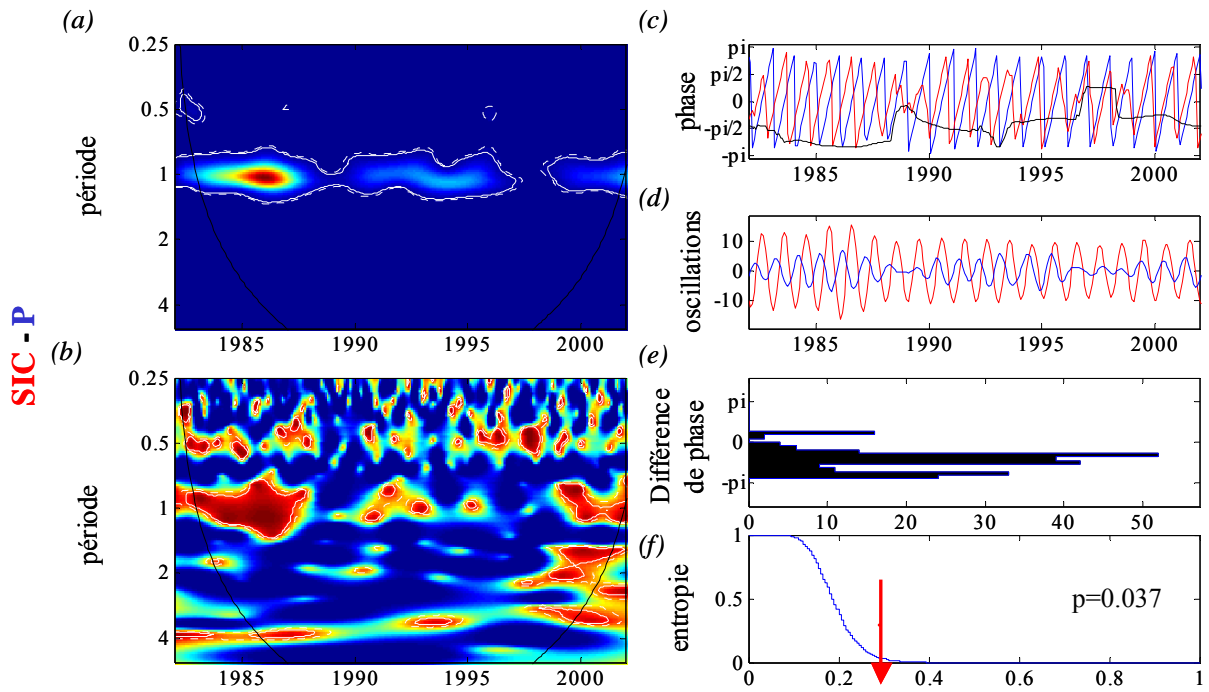 SIC - P
(a)
période
0.25
0.5
1
2
4
1985 1990 1995 2000
(b)
période
0.25
0.5
1
2
4
1985 1990 1995 2000
(c)
phase
pi
pi/2
0
-pi/2
-pi
1985 1990 1995 2000
(d)
oscillations
10
0
-10
1985 1990 1995 2000
(e)
Différence
de phase
pi
0
-pi
0 10 20 30 40 50
(f)
entropie
1
0.5
0
p=0.037
0 0.2 0.4 0.6 0.8 1